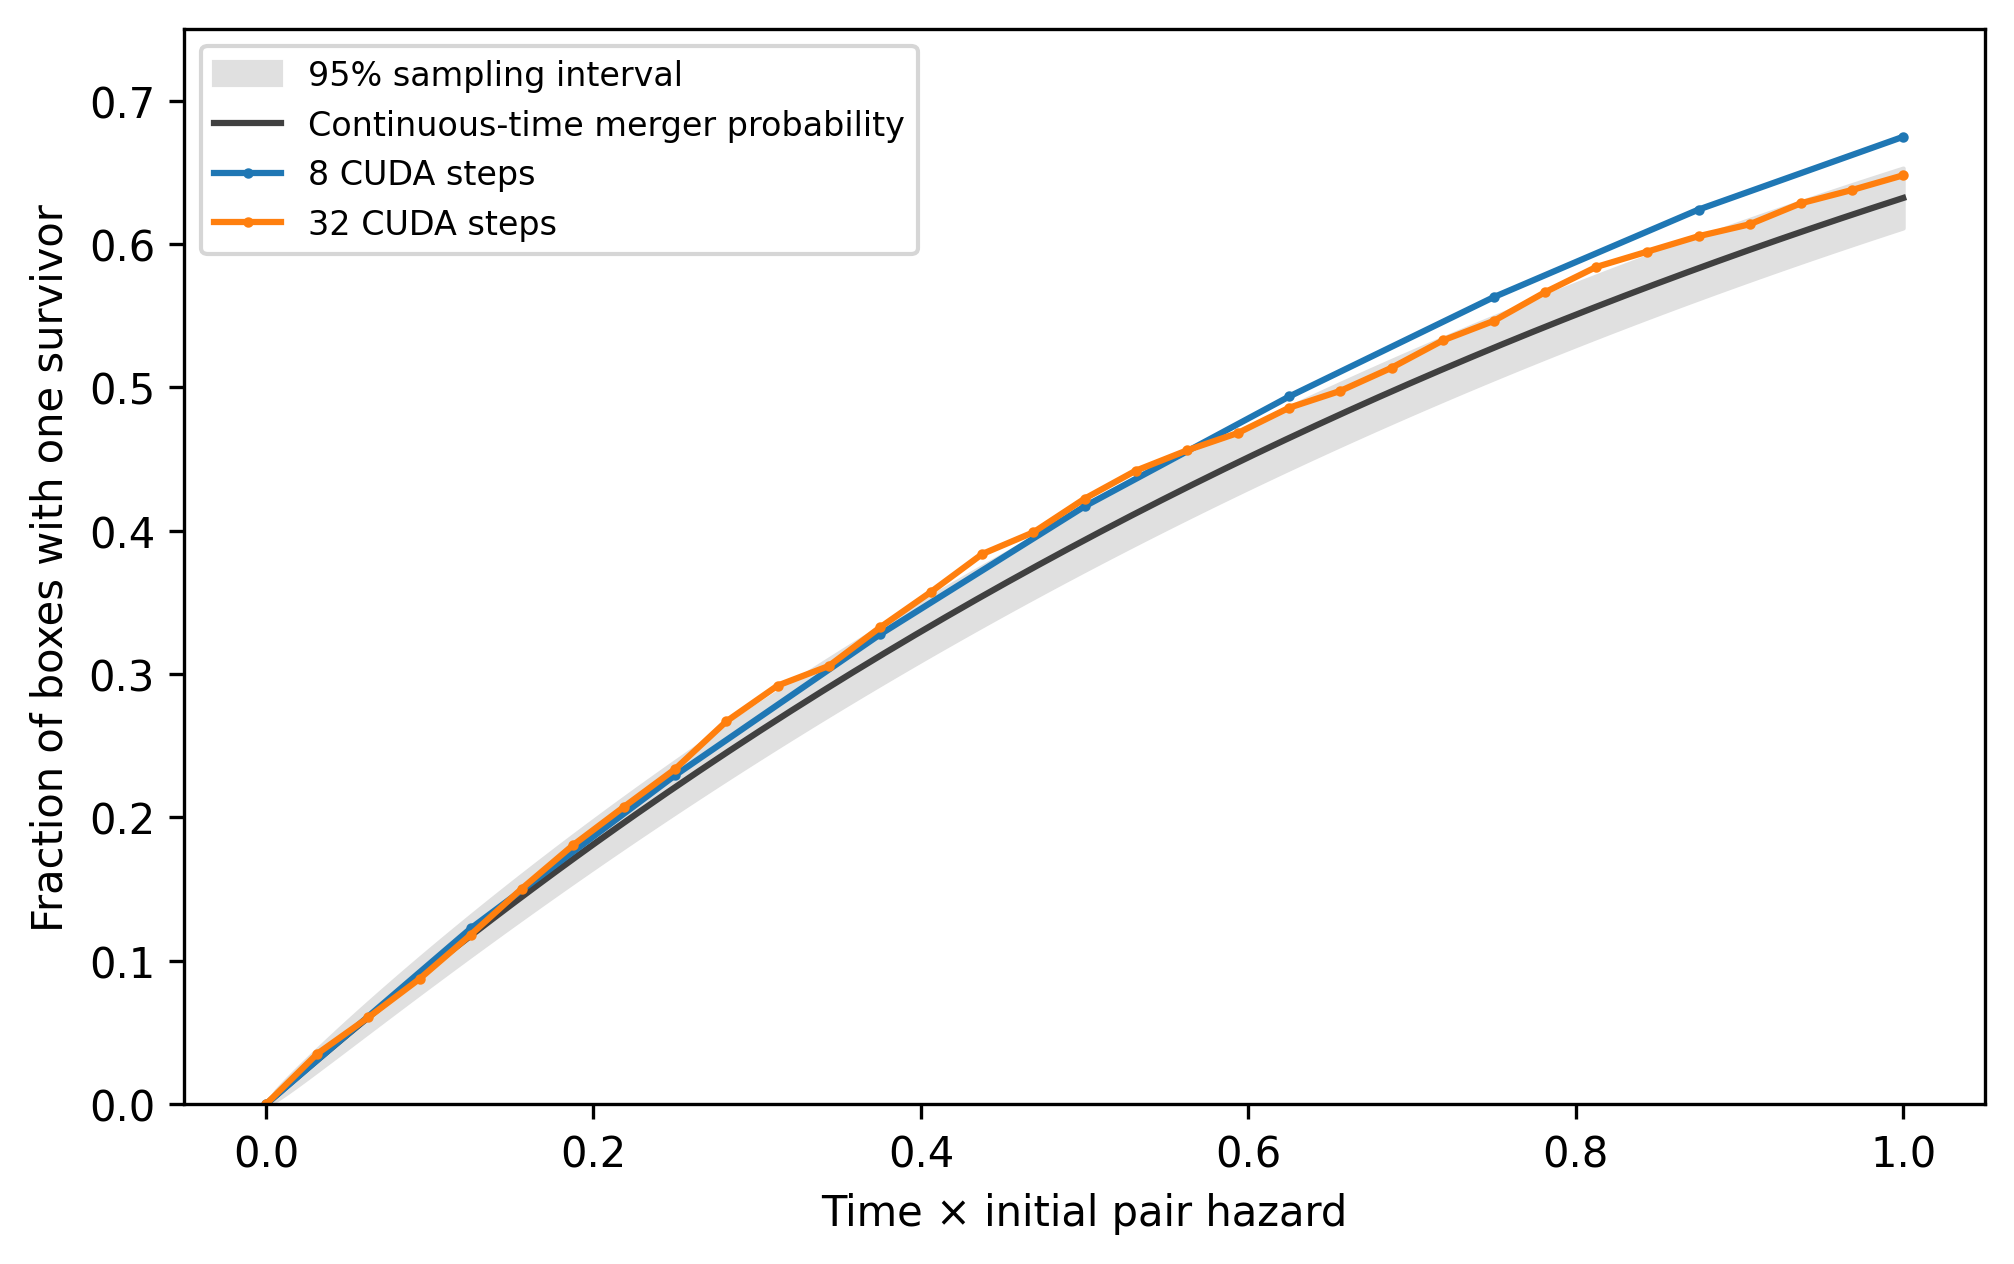 95% sampling interval
Continuous-time merger probability
8 CUDA steps
32 CUDA steps
Fraction of boxes with one survivor
0.7
0.6
0.5
0.4
0.3
0.2
0.1
0.0
0.0 0.2 0.4 0.6 0.8 1.0
Time × initial pair hazard